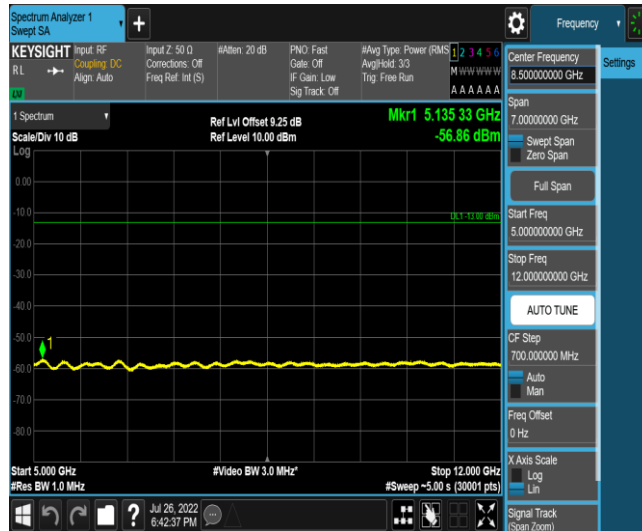 Spectrum Analyzer 1
Swept SA
Frequency
KEYSIGHT
RL
LXI
Input: RF
Coupling: DC
Align: Auto
Input Z: 50 Ω
Corrections: Off
Freq Ref: Int (S)
#Atten: 20 dB
PNO: Fast
Gate: Off
IF Gain: Low
Sig Track: Off
#Avg Type: Power (RMS
Avg|Hold: 3/3
Trig: Free Run
1 2 3 4 5 6
M W W W W W
A A A A A A
1 Spectrum
Scale/Div 10 dB
Ref Lvl Offset 9.25 dB
Ref Level 10.00 dBm
Mkr1 5.135 33 GHz
-56.86 dBm
Log
0.00
-10.0
DL1 -13.00 dBm
-20.0
-30.0
-40.0
-50.0
1
-60.0
-70.0
-80.0
Start 5.000 GHz
#Video BW 3.0 MHz*
Stop 12.000 GHz
#Res BW 1.0 MHz
#Sweep ~5.00 s (30001 pts)
Jul 26, 2022
6:42:37 PM
Settings
Center Frequency
8.50000000 GHz
Span
7.00000000 GHz
Swept Span
Zero Span
Full Span
Start Freq
5.000000000 GHz
Stop Freq
12.000000000 GHz
AUTO TUNE
CF Step
700.000000 MHz
Auto
Man
Freq Offset
0 Hz
X Axis Scale
Log
Lin
Signal Track
(Span Zoom)